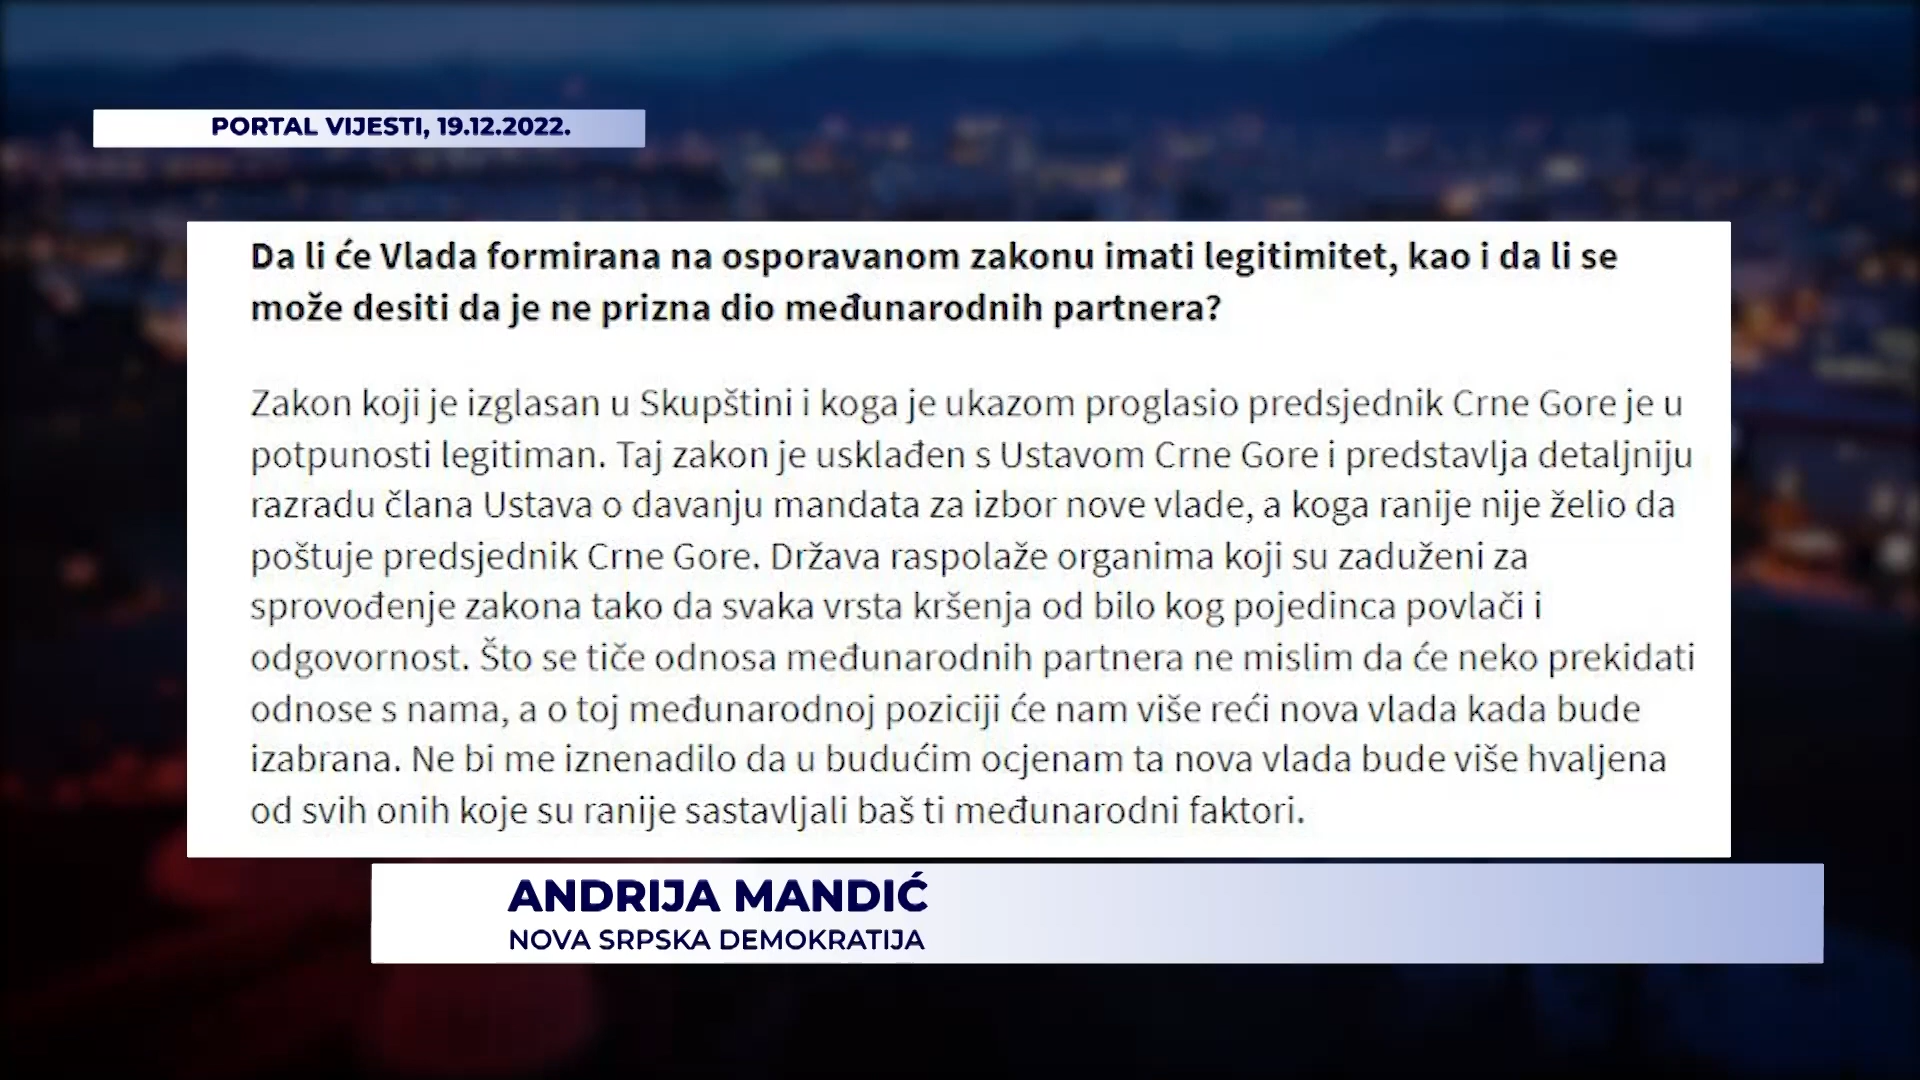 PORTAL VIJESTI, 19.12.2022.
Da li će Vlada formirana na osporavanom zakonu imati legitimitet, kao i da li se
može desiti da je ne prizna dio međunarodnih partnera?
Zakon koji je izglasan u Skupštini i koga je ukazom proglasio predsjednik Crne Gore je u
potpunosti legitiman. Taj zakon je usklađen s Ustavom Crne Gore i predstavlja detaljniju
razradu člana Ustava o davanju mandata za izbor nove vlade, a koga ranije nije želio da
poštuje predsjednik Crne Gore. Država raspolaže organima koji su zaduženi za
sprovođenje zakona tako da svaka vrsta kršenja od bilo kog pojedinca povlači i
odgovornost. Što se tiče odnosa međunarodnih partnera ne mislim da će neko prekidati
odnose s nama, a o toj međunarodnoj poziciji će nam više reći nova vlada kada bude
izabrana. Ne bi me iznenadilo da u budućim ocjenam ta nova vlada bude više hvaljena
od svih onih koje su ranije sastavljali baš ti međunarodni faktori.
ANDRIJA MANDIĆ
NOVA SRPSKA DEMOKRATIJA